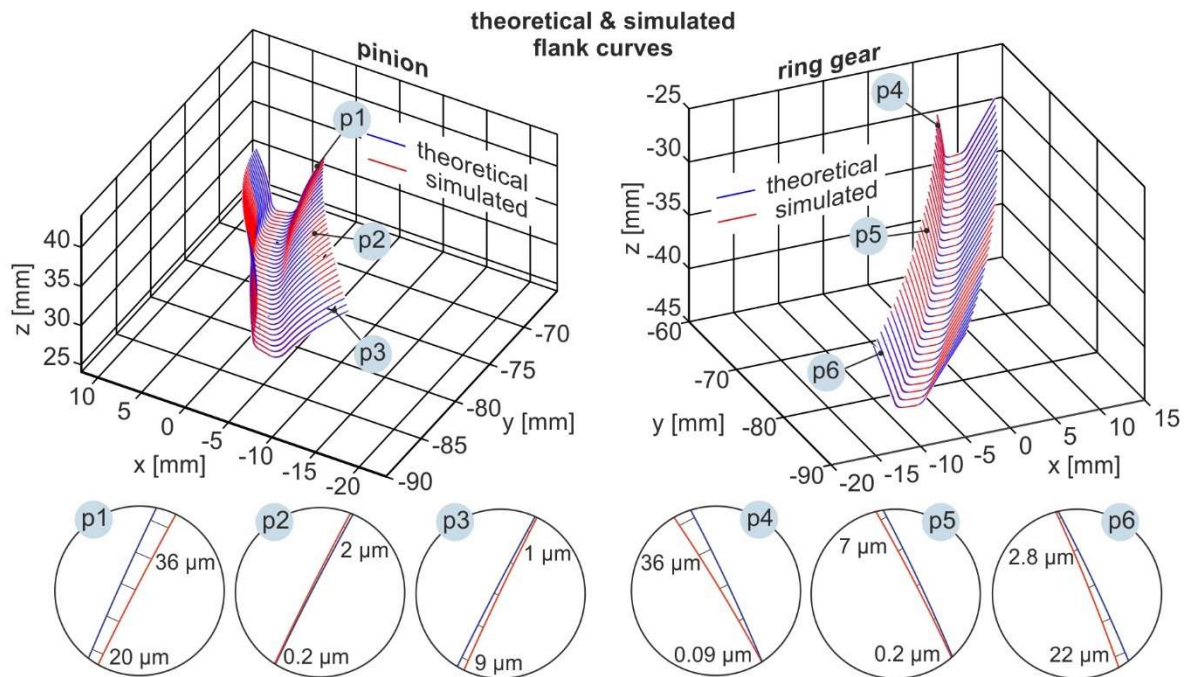 theoretical & simulated
flank curves
pinion
p1
theoretical
simulated
p2
p3
40
35
30
25
z [mm]
10
5
0
-5
-10
-15
-20
x [mm]
-70
-75
-80
-85
-90
y [mm]
ring gear
p4
theoretical
simulated
p5
p6
-25
-30
-35
-40
-45
z [mm]
-60
-70
-80
-90
y [mm]
-20
-15
-10
-5
0
5
10
15
x [mm]
p1
36 µm
20 µm
p2
2 µm
0.2 µm
p3
1 µm
9 µm
p4
36 µm
0.09 µm
p5
7 µm
0.2 µm
p6
2.8 µm
22 µm